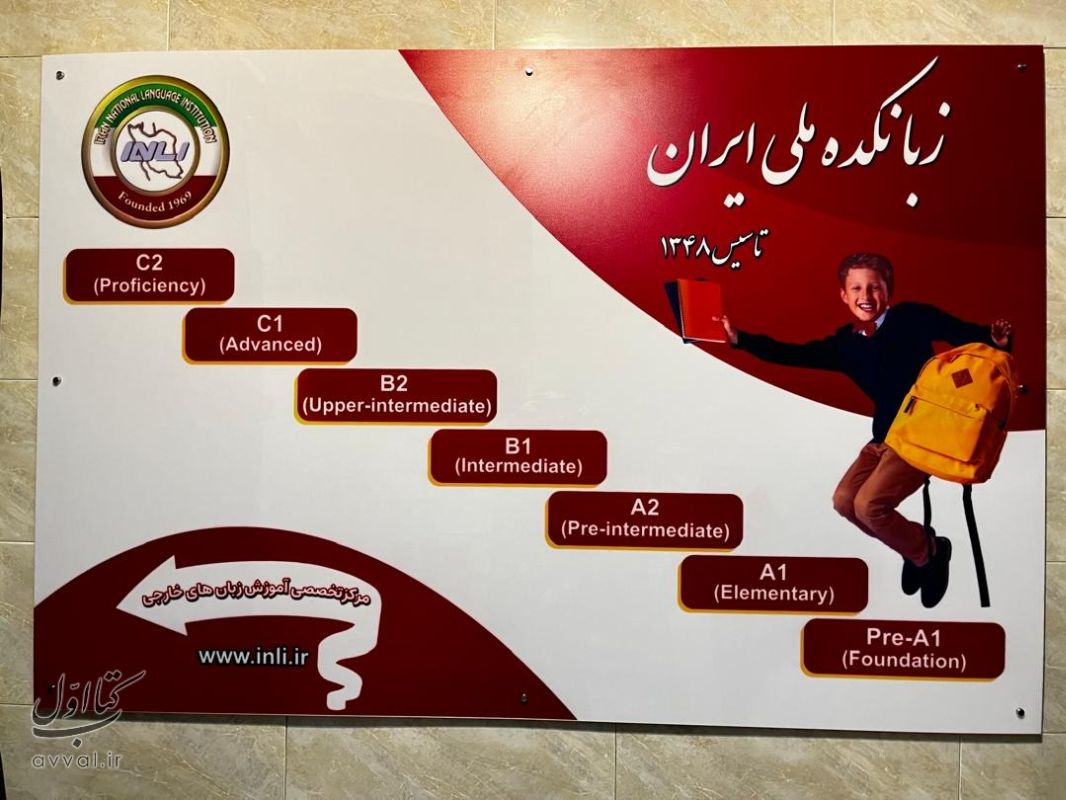 زبانکده ملی ایران
تاسیس ۱۳۴۸
IRAN NATIONAL LANGUAGE INSTITUTION
INLI
Founded 1969
C2
(Proficiency)
C1
(Advanced)
B2
(Upper-intermediate)
B1
(Intermediate)
A2
(Pre-intermediate)
A1
(Elementary)
Pre-A1
(Foundation)
مرکز تخصصی آموزش زبان های خارجی
www.inli.ir
کتاب اوّل
avval.ir